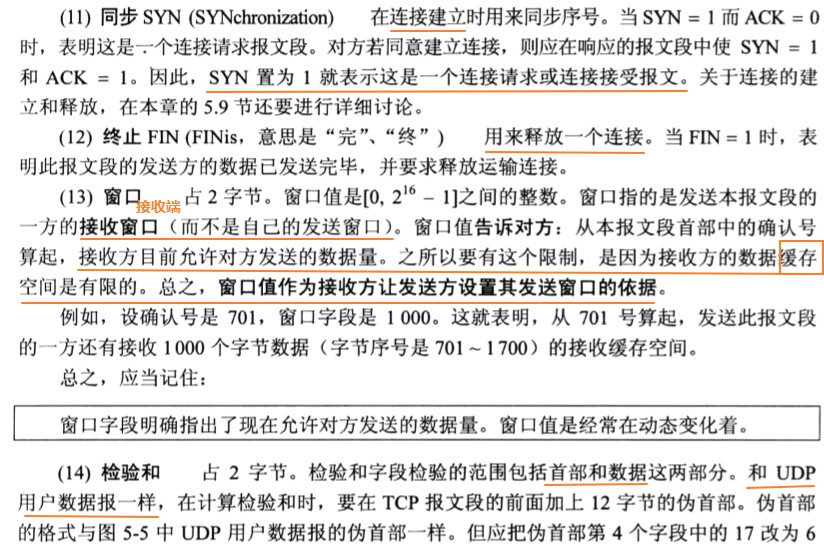 (11) 同步 SYN (SYNchronization) 在连接建立时用来同步序号。当 SYN = 1 而 ACK = 0
时，表明这是一个连接请求报文段。对方若同意建立连接，则应在响应的报文段中使 SYN = 1
和 ACK = 1。因此，SYN 置为 1 就表示这是一个连接请求或连接接受报文。关于连接的建
立和释放，在本章的 5.9 节还要进行详细讨论。
(12) 终止 FIN (FINis，意思是“完”、“终”) 用来释放一个连接。当 FIN = 1 时，表
明此报文段的发送方的数据已发送完毕，并要求释放运输连接。
(13) 窗口 占 2 字节。窗口值是[0, 2¹⁶ – 1]之间的整数。窗口指的是发送本报文段的
接收端
一方的接收窗口（而不是自己的发送窗口）。窗口值告诉对方：从本报文段首部中的确认号
算起，接收方目前允许对方发送的数据量。之所以要有这个限制，是因为接收方的数据缓存
空间是有限的。总之，窗口值作为接收方让发送方设置其发送窗口的依据。
例如，设确认号是 701，窗口字段是 1 000。这就表明，从 701 号算起，发送此报文段
的一方还有接收 1 000 个字节数据（字节序号是 701 ~ 1 700）的接收缓存空间。
总之，应当记住：
窗口字段明确指出了现在允许对方发送的数据量。窗口值是经常在动态变化着。
(14) 检验和 占 2 字节。检验和字段检验的范围包括首部和数据这两部分。和 UDP
用户数据报一样，在计算检验和时，要在 TCP 报文段的前面加上 12 字节的伪首部。伪首部
的格式与图 5-5 中 UDP 用户数据报的伪首部一样。但应把伪首部第 4 个字段中的 17 改为 6